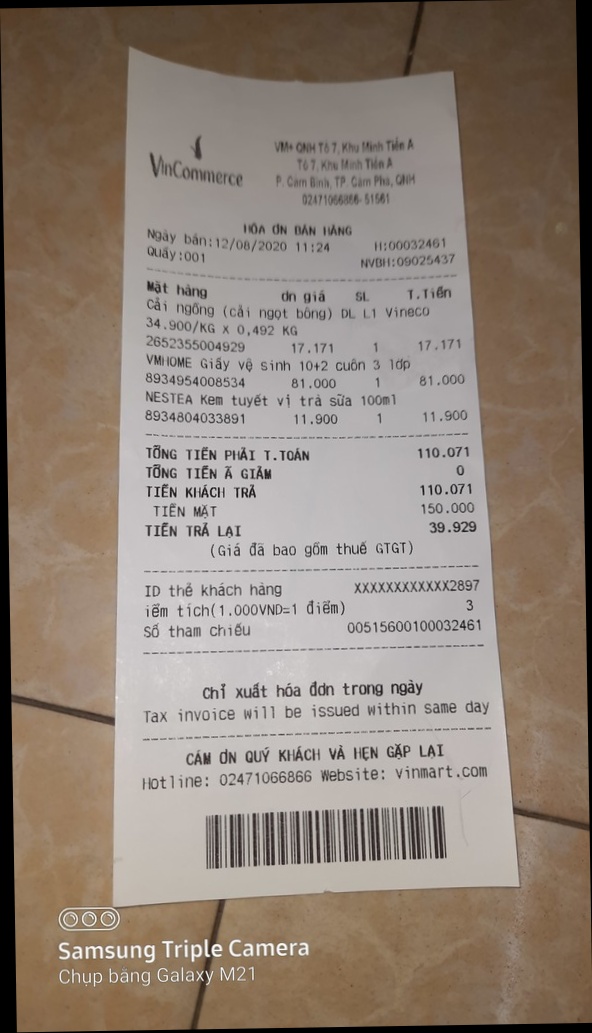 VinCommerce
VM+ QNH Tổ 7, Khu Minh Tiến A
Tổ 7, Khu Minh Tiến A
P. Cẩm Bình, TP. Cẩm Phả, QNH
02471066866- 51561
HÓA ƠN BÁN HÀNG
Ngày bán:12/08/2020 11:24 H:00032461
Quầy:001 NVBH:09025437
Mặt hàng ơn giá SL T.Tiền
Cải ngồng (cải ngọt bông) DL L1 Vineco
34.900/KG X 0,492 KG
2652355004929 17.171 1 17.171
VMHOME Giấy vệ sinh 10+2 cuộn 3 lớp
8934954008534 81.000 1 81.000
NESTEA Kem tuyết vị trà sữa 100ml
8934804033891 11.900 1 11.900
TỔNG TIỀN PHẢI T.TOÁN 110.071
TỔNG TIỀN Ã GIẢM 0
TIỀN KHÁCH TRẢ 110.071
TIỀN MẶT 150.000
TIỀN TRẢ LẠI 39.929
(Giá đã bao gồm thuế GTGT)
ID thẻ khách hàng XXXXXXXXXXXX2897
iểm tích(1.000VND=1 điểm) 3
Số tham chiếu 00515600100032461
Chỉ xuất hóa đơn trong ngày
Tax invoice will be issued within same day
CẢM ƠN QUÝ KHÁCH VÀ HẸN GẶP LẠI
Hotline: 02471066866 Website: vinmart.com
Samsung Triple Camera
Chụp bằng Galaxy M21